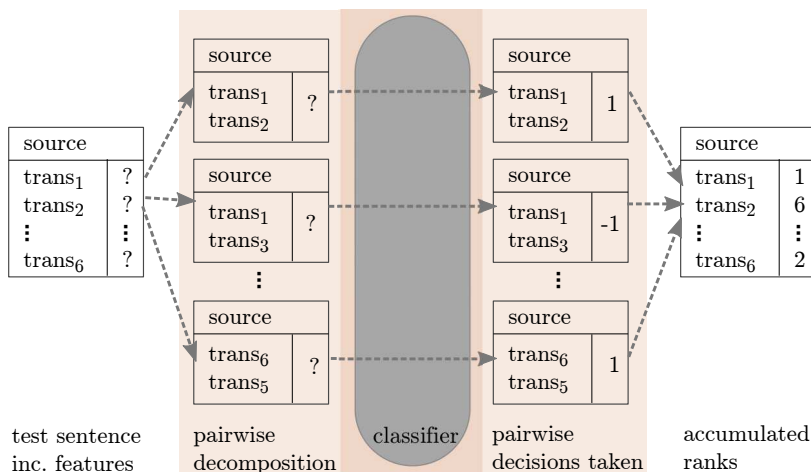 source
trans1 ?
trans2 ?
⋮ ⋮
trans6 ?
source
trans1
trans2
?
source
trans1
trans3
?
⋮
source
trans6
trans5
?
source
trans1
trans2
1
source
trans1
trans3
-1
⋮
source
trans6
trans5
1
source
trans1 1
trans2 6
⋮ ⋮
trans6 2
test sentence
inc. features
pairwise
decomposition
classifier
pairwise
decisions taken
accumulated
ranks